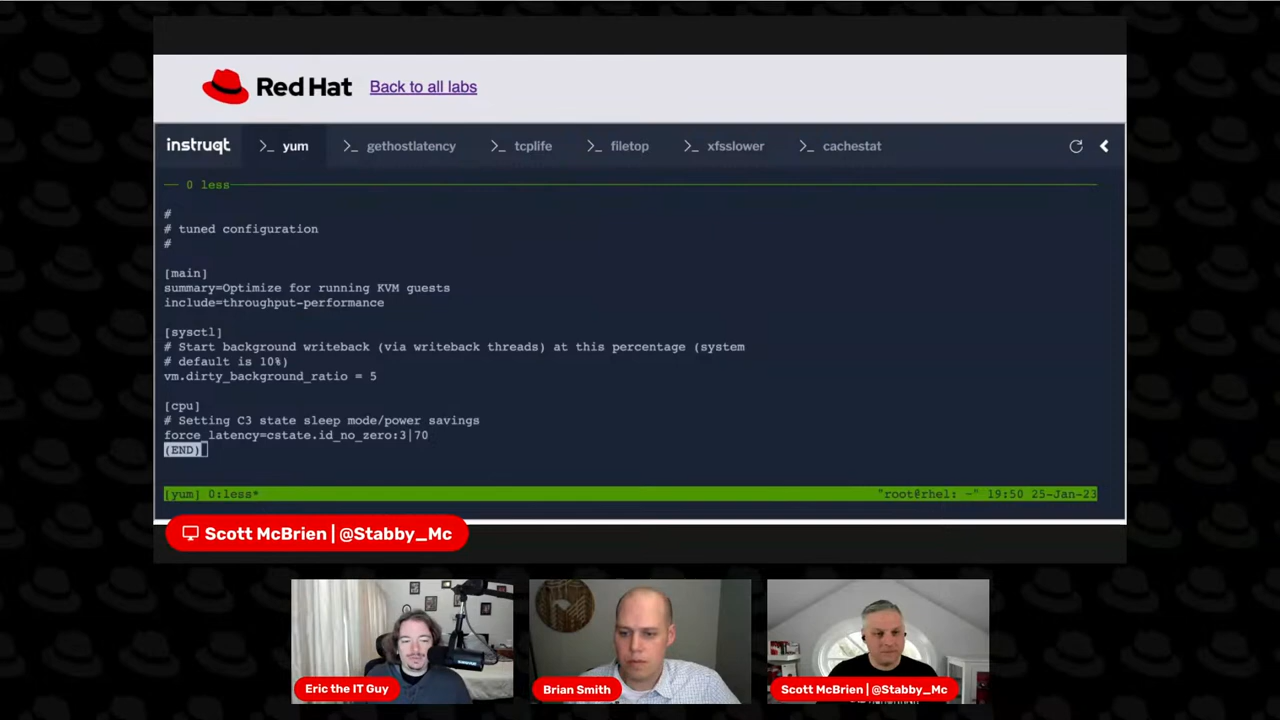 Red Hat
Back to all labs
instruqt
>_ yum
>_ gethostlatency
>_ tcplife
>_ filetop
>_ xfsslower
>_ cachestat
0 less
#
# tuned configuration
#
[main]
summary=Optimize for running KVM guests
include=throughput-performance
[sysctl]
# Start background writeback (via writeback threads) at this percentage (system
# default is 10%)
vm.dirty_background_ratio = 5
[cpu]
# Setting C3 state sleep mode/power savings
force_latency=cstate.id_no_zero:3|70
(END)
[yum] 0:less* "root@rhel: ~" 19:50 25-Jan-23
Scott McBrien | @Stabby_Mc
Eric the IT Guy
Brian Smith
Scott McBrien | @Stabby_Mc